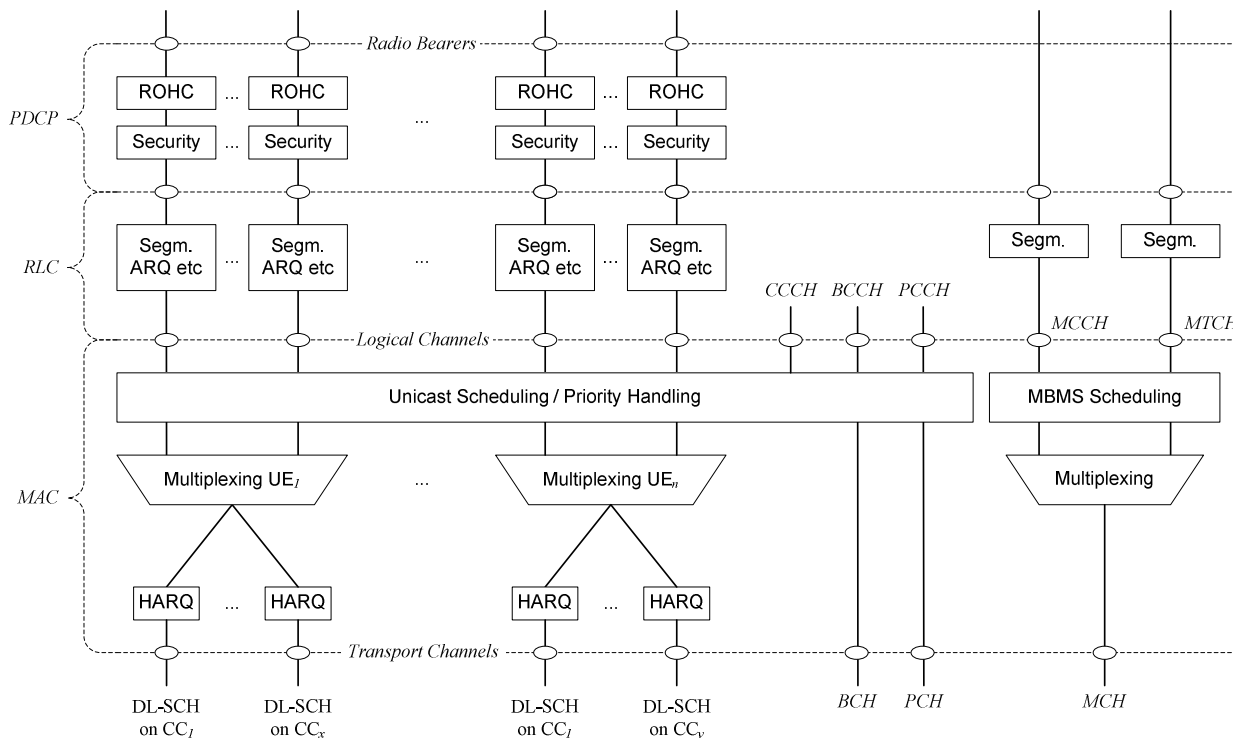 Radio Bearers
ROHC ... ROHC ROHC ... ROHC
PDCP ...
Security ... Security Security ... Security
Segm. Segm. Segm. Segm. Segm. Segm.
ARQ etc ... ARQ etc ... ARQ etc ... ARQ etc
RLC
CCCH BCCH PCCH
MCCH MTCH
Logical Channels
Unicast Scheduling / Priority Handling MBMS Scheduling
Multiplexing UE1 ... Multiplexing UEn Multiplexing
MAC
HARQ ... HARQ HARQ ... HARQ
Transport Channels
DL-SCH DL-SCH DL-SCH DL-SCH BCH PCH MCH
on CC1 on CCx on CC1 on CCy